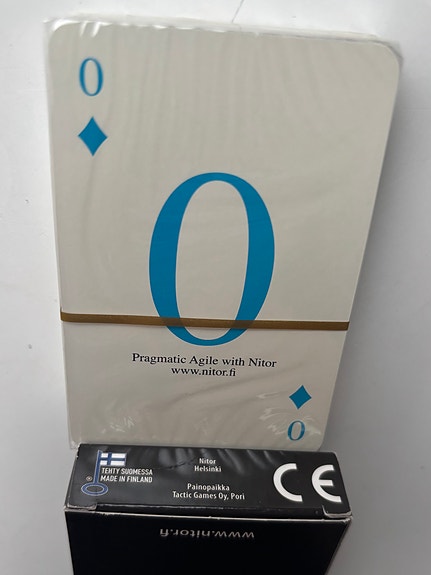 0
0
Pragmatic Agile with Nitor
www.nitor.fi
0
TEHTY SUOMESSA
MADE IN FINLAND
®
Nitor
Helsinki
Painopaikka
Tactic Games Oy, Pori
CE
www.nitor.fi